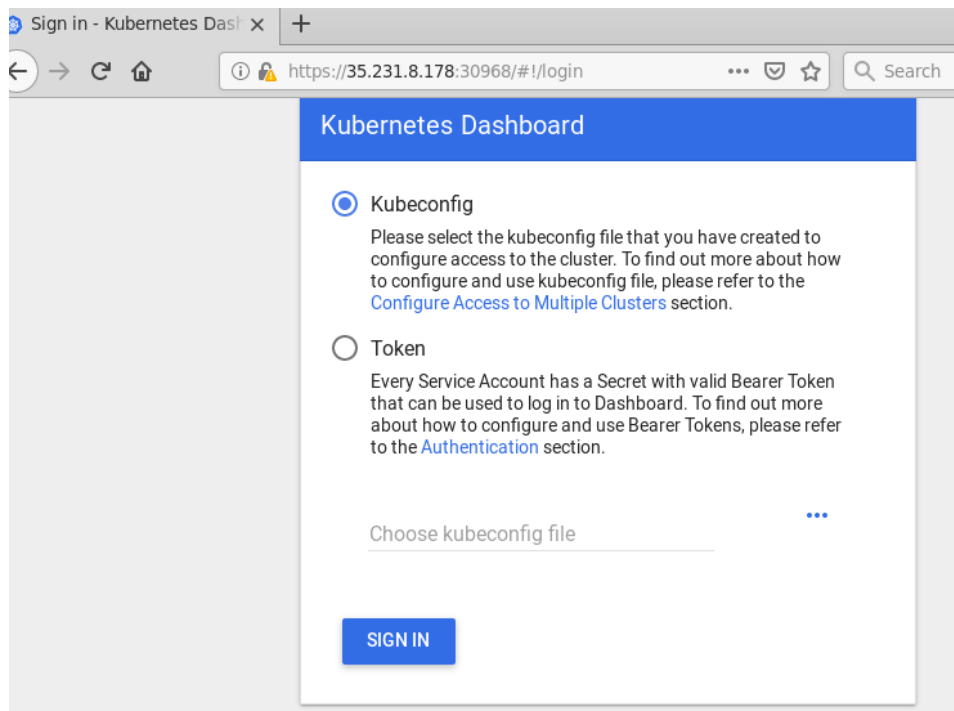 Sign in - Kubernetes Dash
https://35.231.8.178:30968/#!/login
Search
Kubernetes Dashboard
Kubeconfig
Please select the kubeconfig file that you have created to
configure access to the cluster. To find out more about how
to configure and use kubeconfig file, please refer to the
Configure Access to Multiple Clusters section.
Token
Every Service Account has a Secret with valid Bearer Token
that can be used to log in to Dashboard. To find out more
about how to configure and use Bearer Tokens, please refer
to the Authentication section.
Choose kubeconfig file
SIGN IN